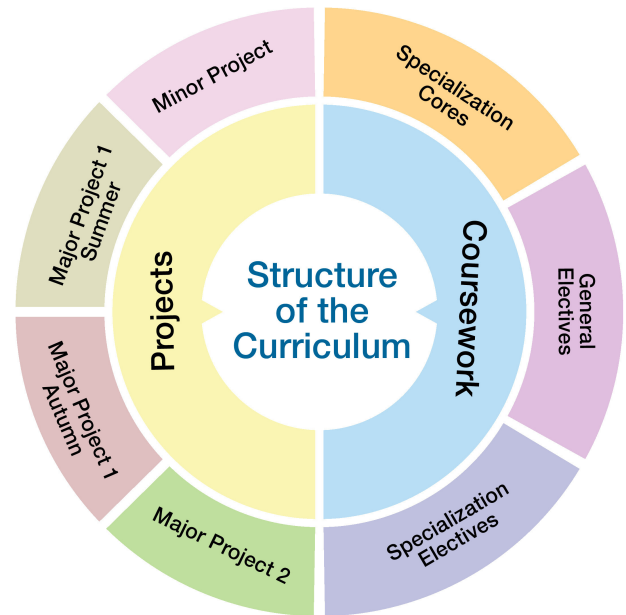 Structure
of the
Curriculum
Projects
Coursework
Minor Project
Major Project 1
Summer
Major Project 1
Autumn
Major Project 2
Specialization
Cores
General
Electives
Specialization
Electives